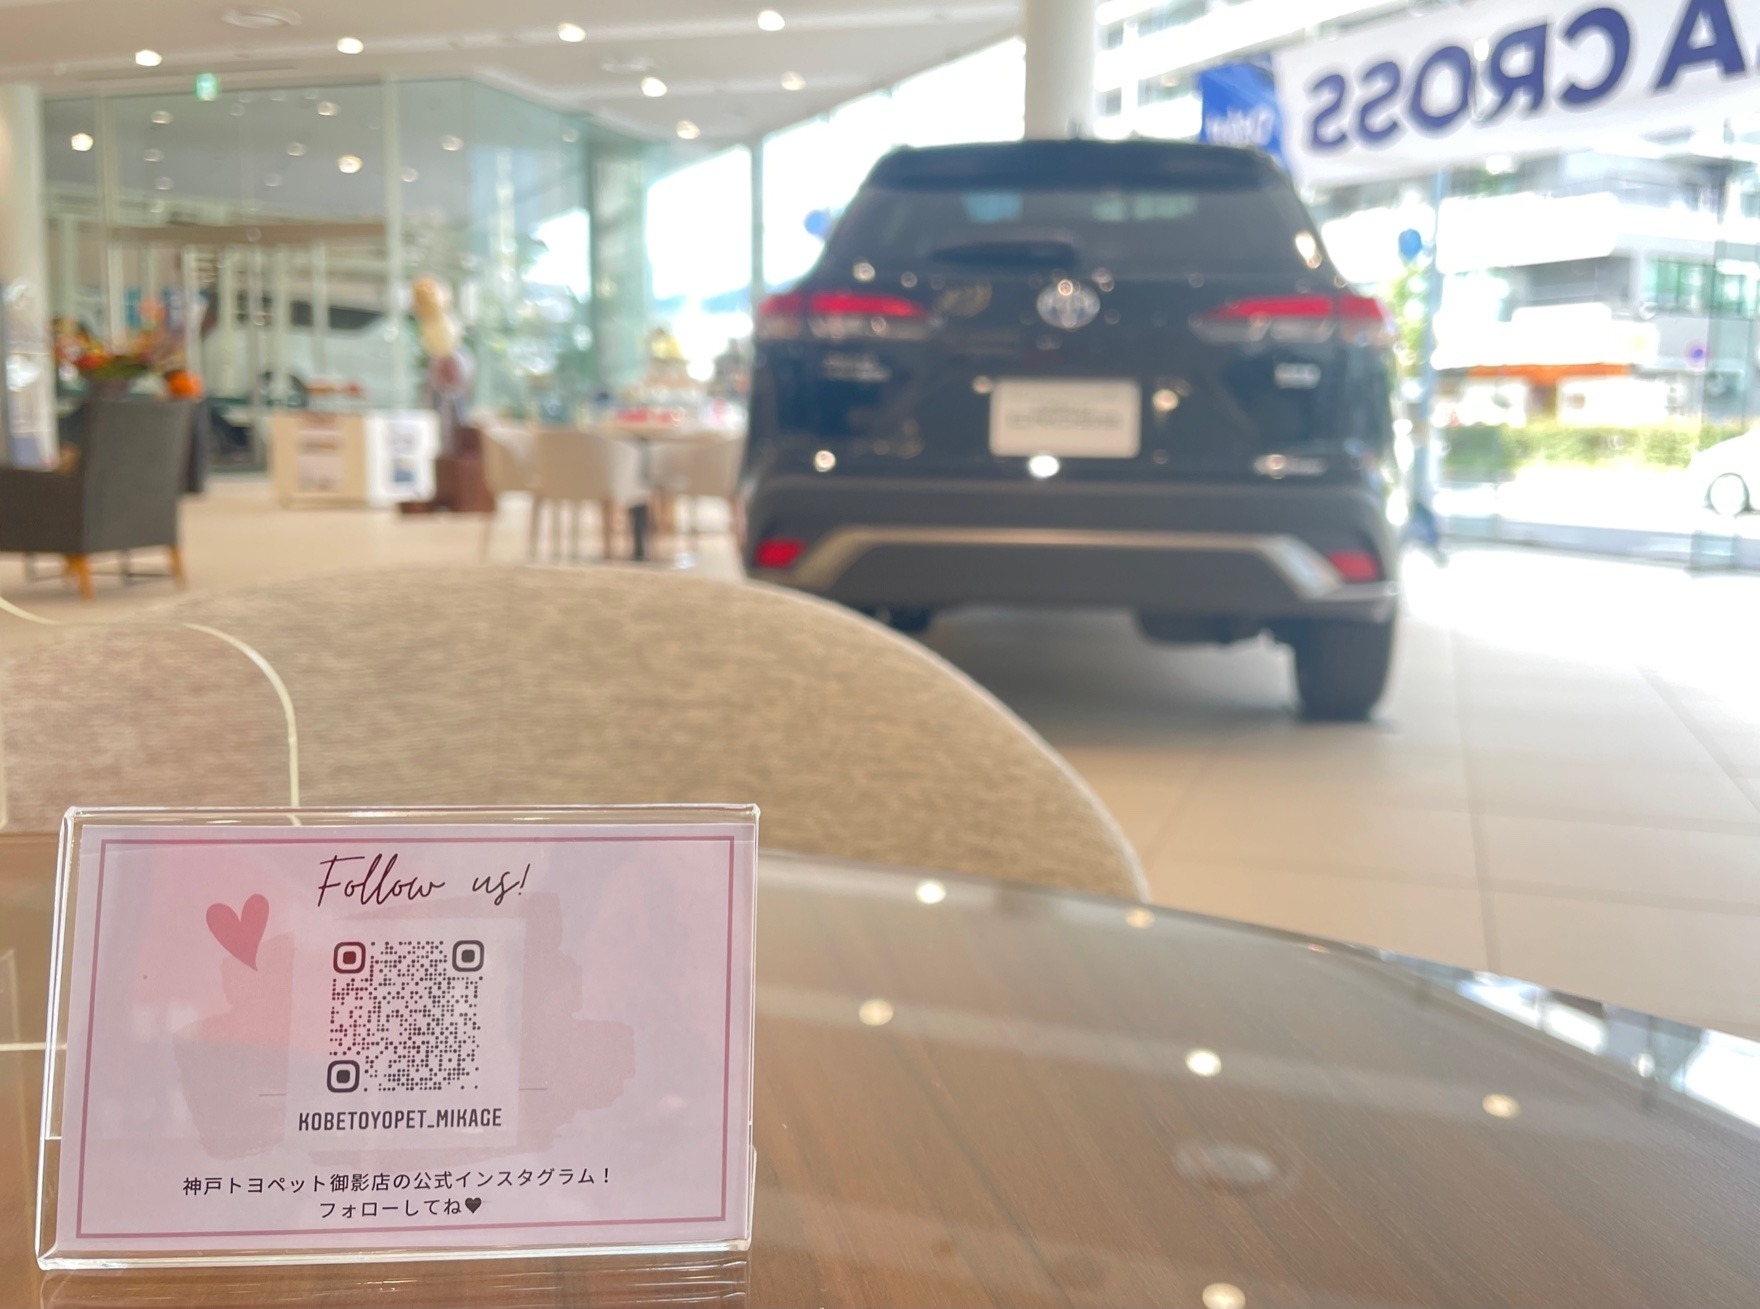 A CROSS
Follow us!
KOBETOYOPET_MIKAGE
神戸トヨペット御影店の公式インスタグラム！
フォローしてね♥